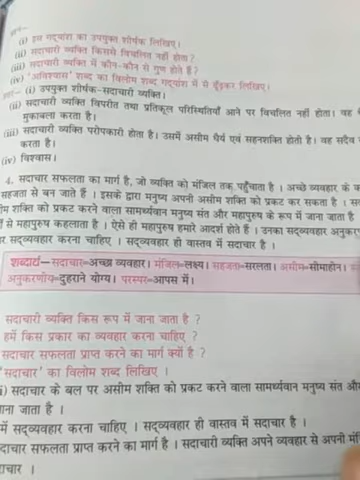 (i) इस गद्यांश का उपयुक्त शीर्षक लिखिए।
(ii) सदाचारी व्यक्ति किससे विचलित नहीं होता?
(iii) सदाचारी व्यक्ति में कौन-कौन से गुण होते हैं?
(iv) 'अविश्वास' शब्द का विलोम शब्द गद्यांश में से ढूँढ़कर लिखिए।
(i) उपयुक्त शीर्षक-सदाचारी व्यक्ति।
(ii) सदाचारी व्यक्ति विपरीत तथा प्रतिकूल परिस्थितियाँ आने पर विचलित नहीं होता। वह
मुकाबला करता है।
(iii) सदाचारी व्यक्ति परोपकारी होता है। उसमें असीम धैर्य एवं सहनशक्ति होती है। वह सदैव
करता है।
(iv) विश्वास।
4. सदाचार सफलता का मार्ग है, जो व्यक्ति को मंजिल तक पहुँचाता है । अच्छे व्यवहार के
सहजता से बन जाते हैं । इसके द्वारा मनुष्य अपनी असीम शक्ति को प्रकट कर सकता है ।
शक्ति को प्रकट करने वाला सामर्थ्यवान मनुष्य संत और महापुरुष के रूप में जाना जाता है
से महापुरुष कहलाता है । ऐसे ही महापुरुष हमारे आदर्श होते हैं । उनका सद्व्यवहार
सद्व्यवहार करना चाहिए । सद्व्यवहार ही वास्तव में सदाचार है ।
शब्दार्थ—सदाचार=अच्छा व्यवहार। मंजिल=लक्ष्य। सहजता=सरलता। असीम=सीमाहीन।
अनुकरणीय=दुहराने योग्य। परस्पर=आपस में।
सदाचारी व्यक्ति किस रूप में जाना जाता है ?
हमें किस प्रकार का व्यवहार करना चाहिए ?
सदाचार सफलता प्राप्त करने का मार्ग क्यों है ?
'सदाचार' का विलोम शब्द लिखिए ।
सदाचार के बल पर असीम शक्ति को प्रकट करने वाला सामर्थ्यवान मनुष्य संत और
जाना जाता है ।
में सद्व्यवहार करना चाहिए । सद्व्यवहार ही वास्तव में सदाचार है ।
सफलता प्राप्त करने का मार्ग है । सदाचारी व्यक्ति अपने व्यवहार से अपनी